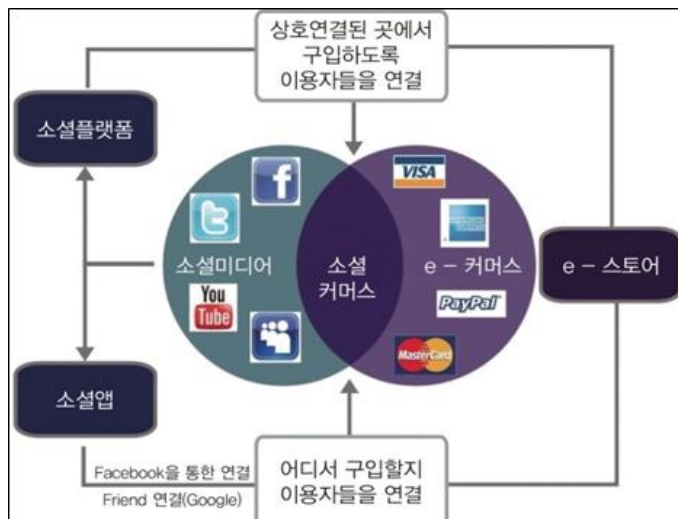 상호연결된 곳에서
구입하도록
이용자들을 연결
소셜플랫폼
f
t
소셜미디어
You
Tube
소셜
커머스
VISA
AMERICAN
EXPRESS
e - 커머스
PayPal
MasterCard
e - 스토어
소셜앱
Facebook을 통한 연결
Friend 연결(Google)
어디서 구입할지
이용자들을 연결